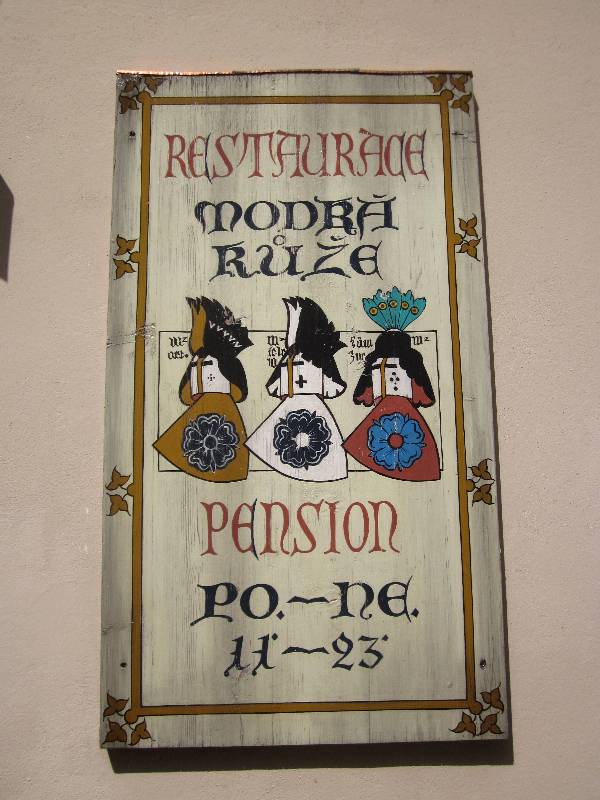 RESTAURACE
MODRÁ
RŮŽE
PENSION
PO.—NE.
11—23